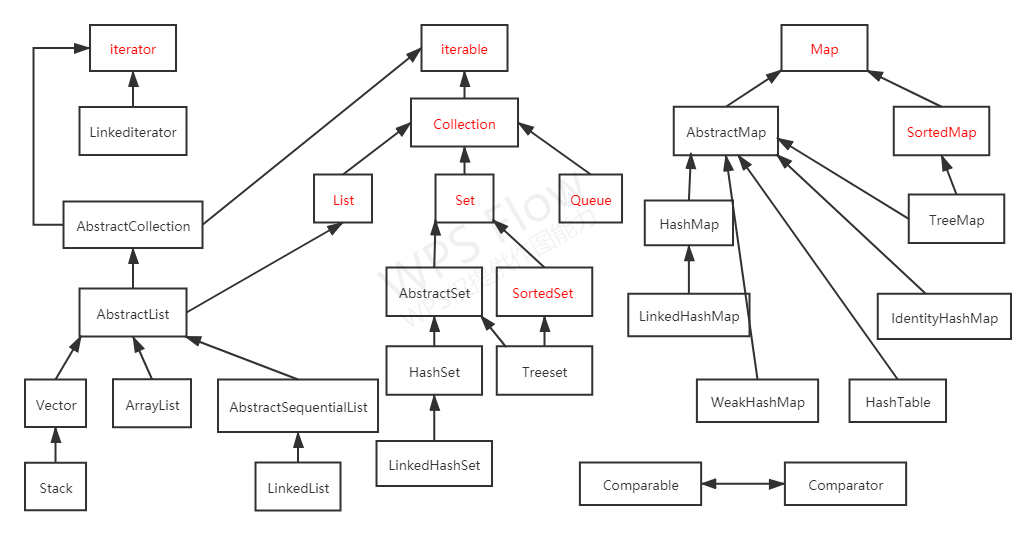 iterator
iterable
Map
Linkediterator
Collection
AbstractMap
SortedMap
List
Set
Queue
AbstractCollection
HashMap
TreeMap
WPS Flow
AbstractList
AbstractSet
SortedSet
LinkedHashMap
IdentityHashMap
HashSet
Treeset
Vector
ArrayList
AbstractSequentialList
WeakHashMap
HashTable
LinkedHashSet
Stack
LinkedList
Comparable
Comparator